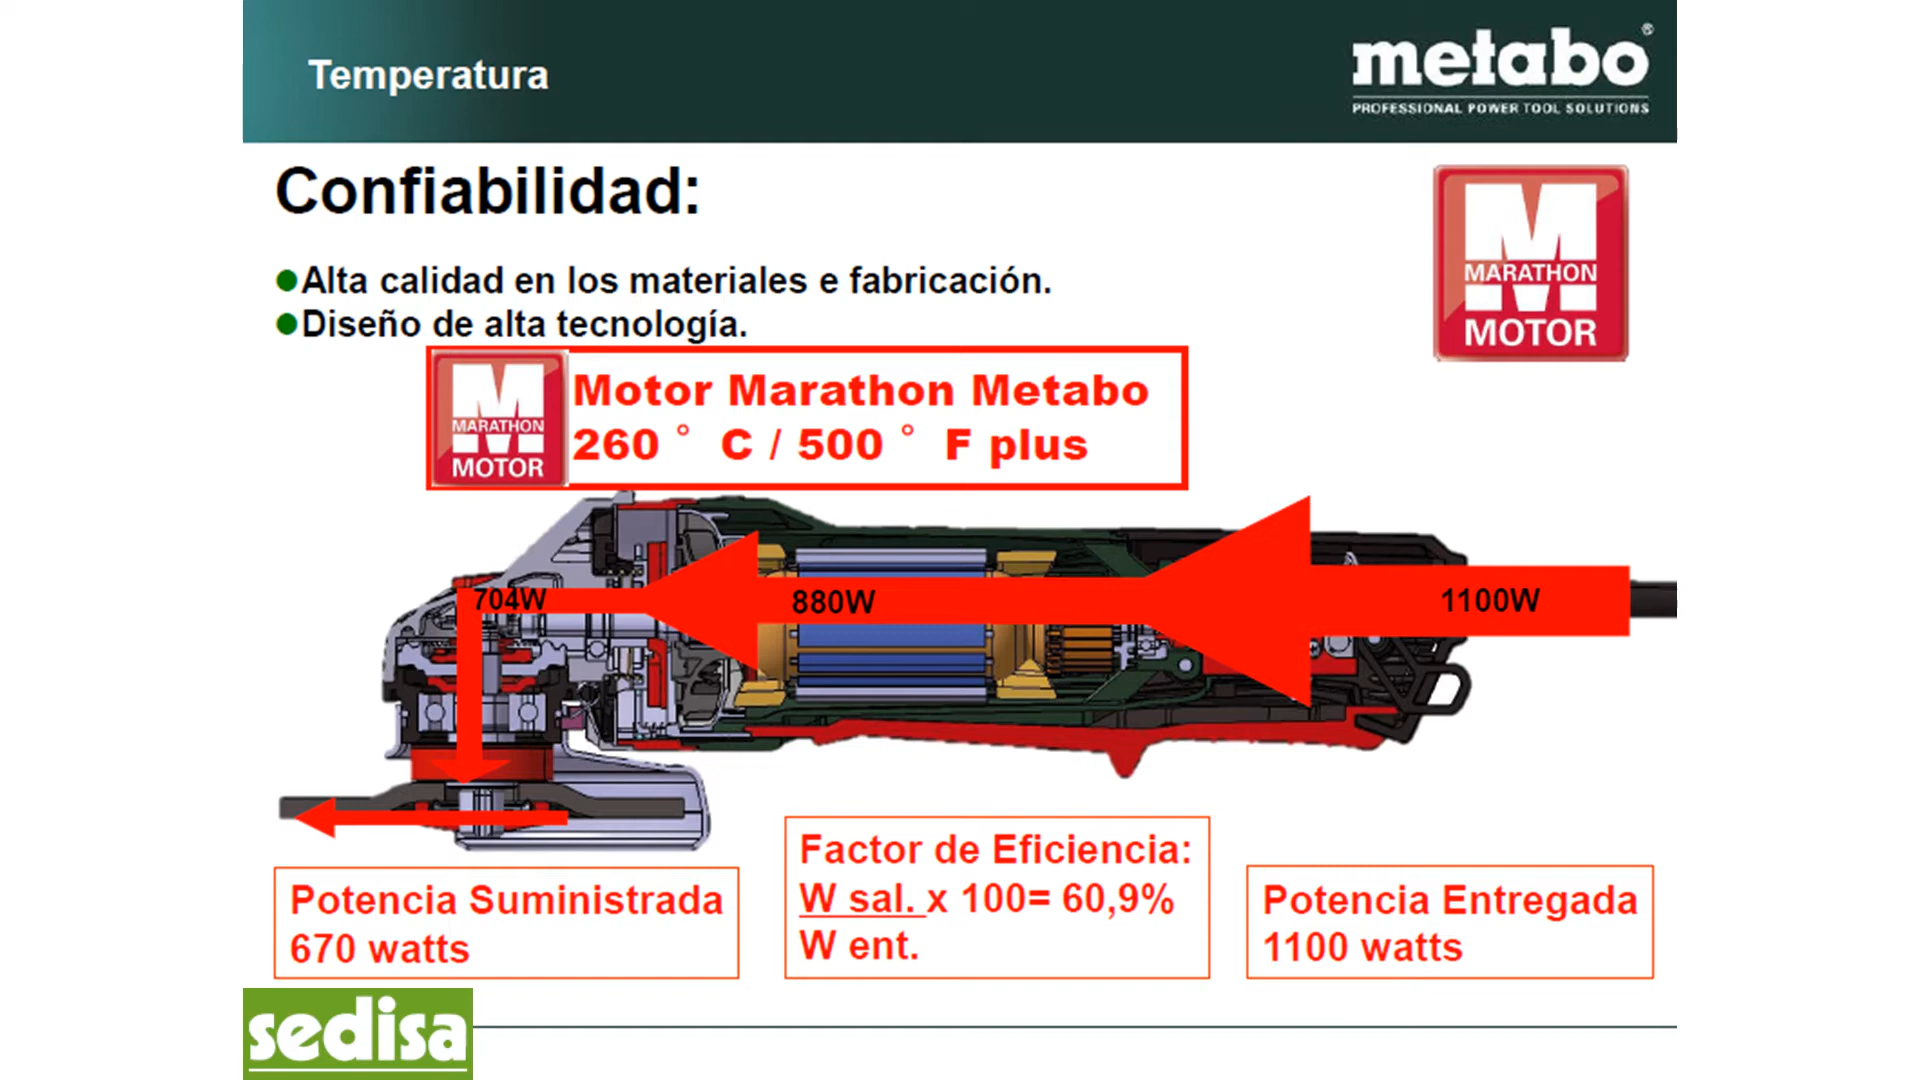 Temperatura
metabo®
PROFESSIONAL POWER TOOL SOLUTIONS
Confiabilidad:
Alta calidad en los materiales e fabricación.
Diseño de alta tecnología.
MARATHON
MOTOR
MARATHON
MOTOR
Motor Marathon Metabo
260 ° C / 500 ° F plus
704W
880W
1100W
Potencia Suministrada
670 watts
Factor de Eficiencia:
W sal. x 100= 60,9%
W ent.
Potencia Entregada
1100 watts
sedisa